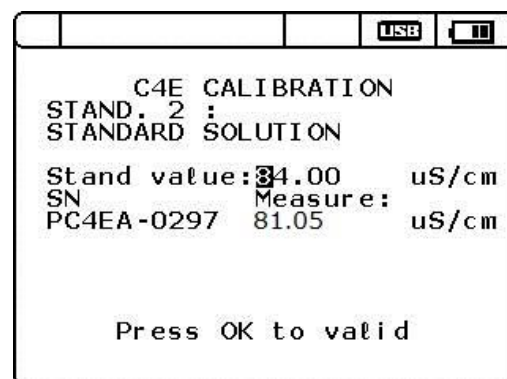 USB
C4E CALIBRATION
STAND. 2 :
STANDARD SOLUTION
Stand value:84.00 uS/cm
SN Measure:
PC4EA-0297 81.05 uS/cm
Press OK to valid